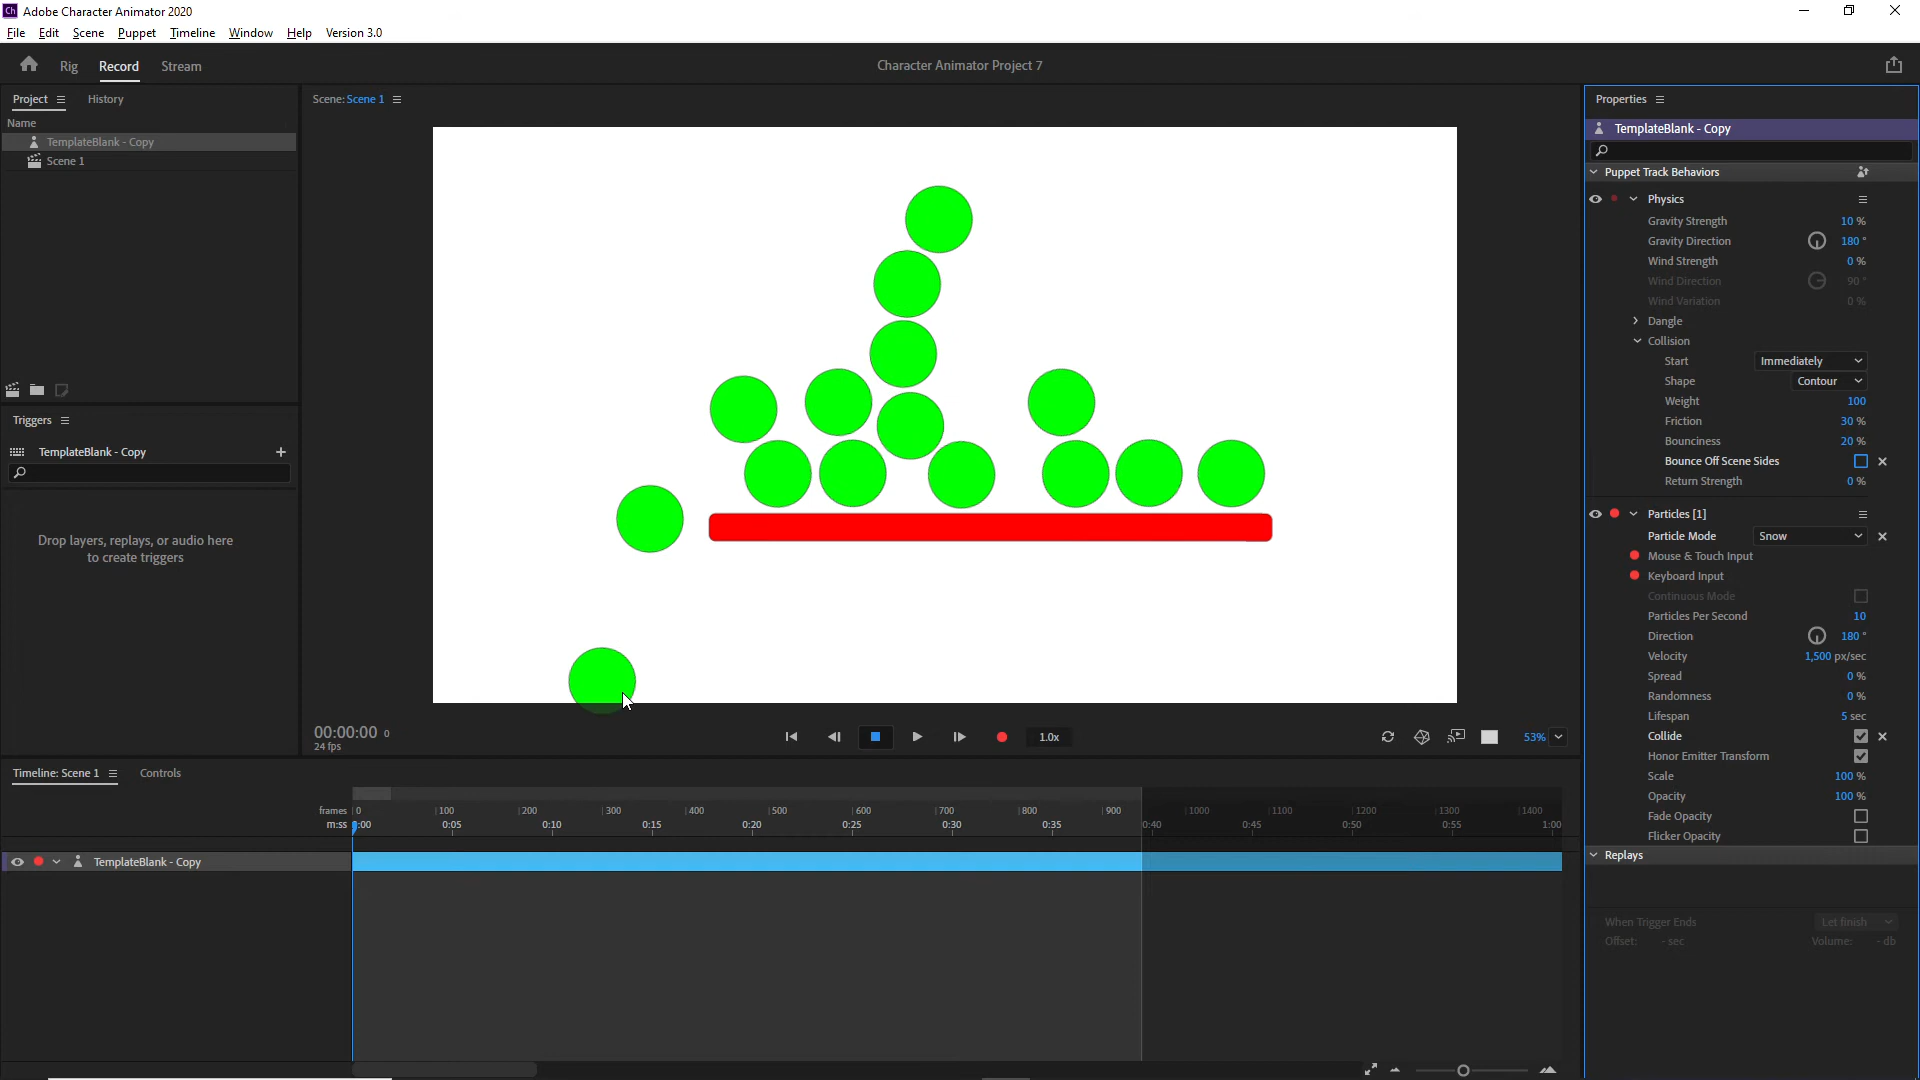 Ch Adobe Character Animator 2020
File Edit Scene Puppet Timeline Window Help Version 3.0
Rig Record Stream
Character Animator Project 7
Project History
Name
TemplateBlank - Copy
Scene 1
Triggers
TemplateBlank - Copy
Drop layers, replays, or audio here
to create triggers
Scene: Scene 1
00:00:00 0
24 fps
1.0x
53%
Timeline: Scene 1 Controls
frames 0 100 200 300 400 500 600 700 800 900 1000 1100 1200 1300 1400
m:ss 0:00 0:05 0:10 0:15 0:20 0:25 0:30 0:35 0:40 0:45 0:50 0:55 1:00
TemplateBlank - Copy
Properties
TemplateBlank - Copy
Puppet Track Behaviors
Physics
Gravity Strength 10 %
Gravity Direction 180 °
Wind Strength 0 %
Wind Direction 90 °
Wind Variation 0 %
Dangle
Collision
Start Immediately
Shape Contour
Weight 100
Friction 30 %
Bounciness 20 %
Bounce Off Scene Sides
Return Strength 0 %
Particles [1]
Particle Mode Snow
Mouse & Touch Input
Keyboard Input
Continuous Mode
Particles Per Second 10
Direction 180 °
Velocity 1,500 px/sec
Spread 0 %
Randomness 0 %
Lifespan 5 sec
Collide
Honor Emitter Transform
Scale 100 %
Opacity 100 %
Fade Opacity
Flicker Opacity
Replays
When Trigger Ends Let finish
Offset: - sec Volume: - db